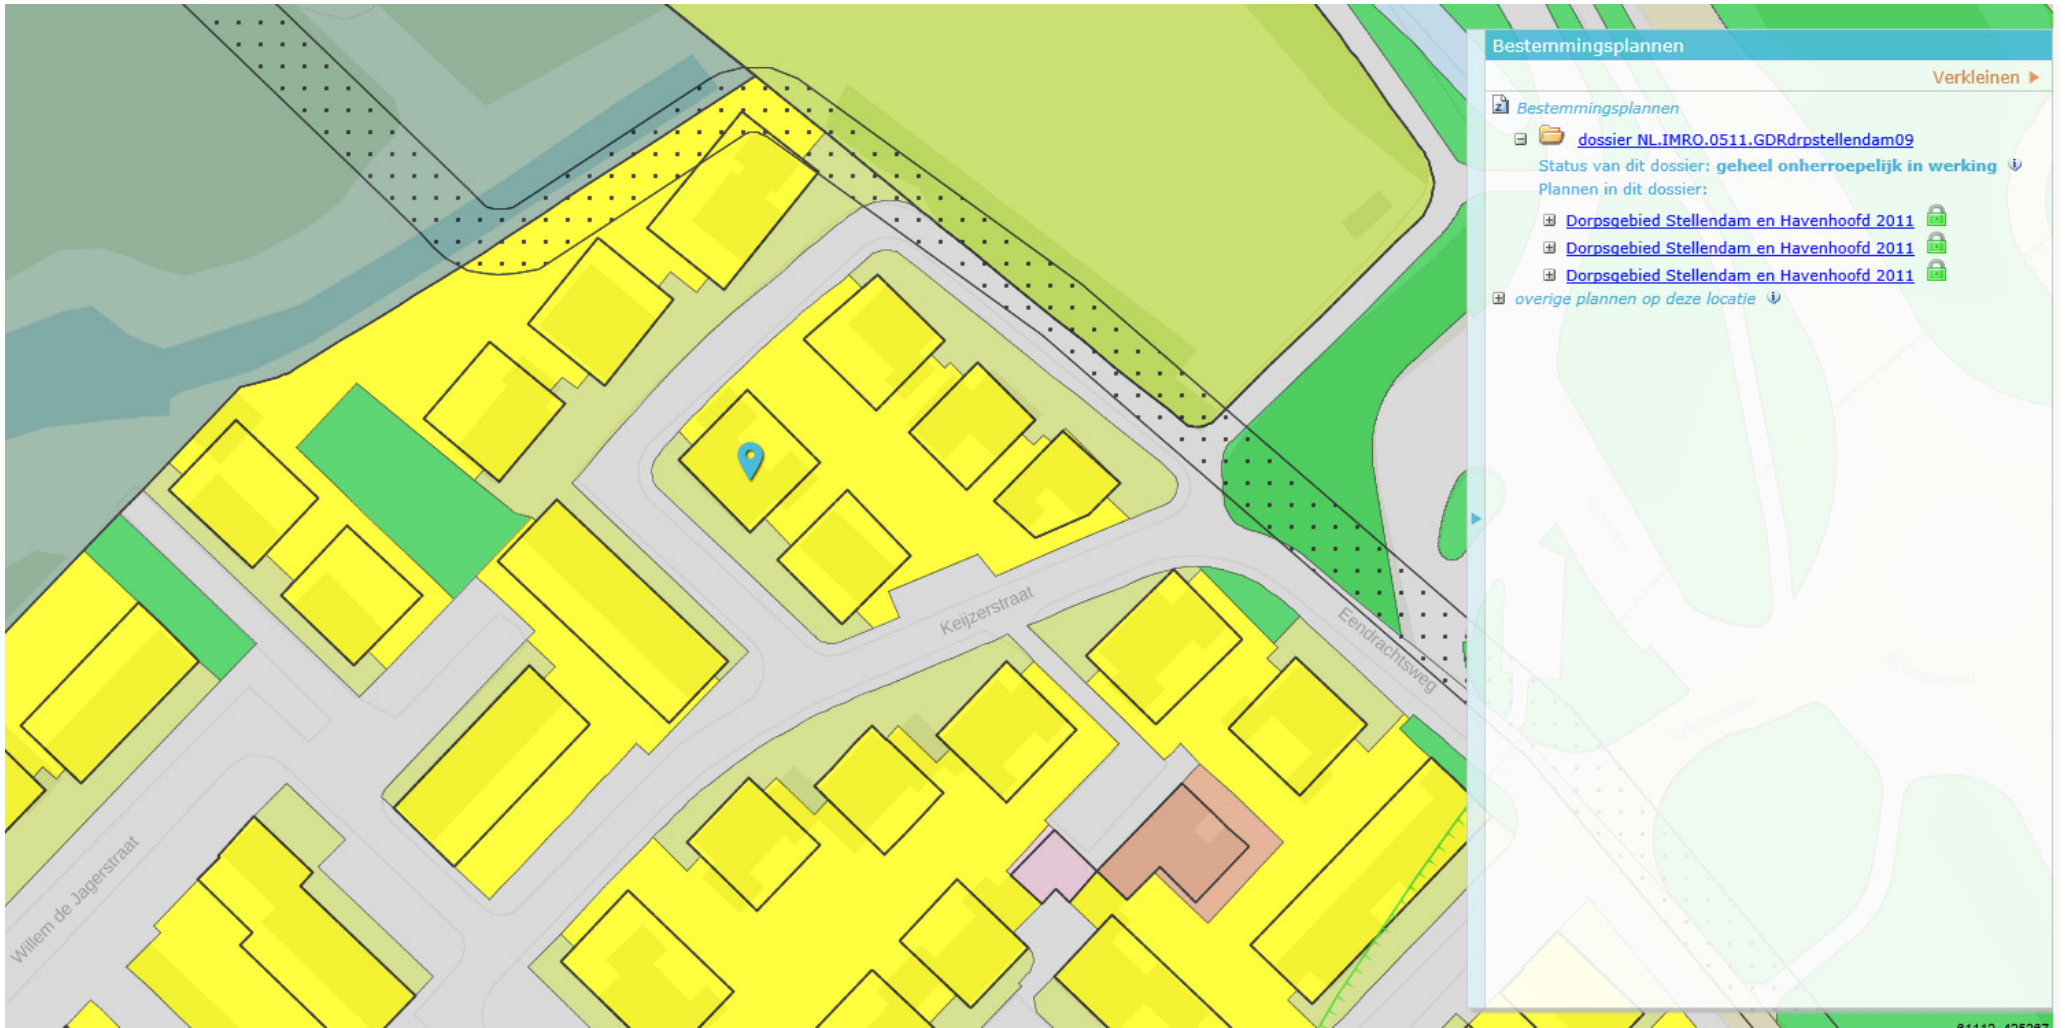 Bestemmingsplannen
Verkleinen
Bestemmingsplannen
dossier NL.IMRO.0511.GDRdrpstellendam09
Status van dit dossier: geheel onherroepelijk in werking
Plannen in dit dossier:
Dorpsgebied Stellendam en Havenhoofd 2011
Dorpsgebied Stellendam en Havenhoofd 2011
Dorpsgebied Stellendam en Havenhoofd 2011
overige plannen op deze locatie
Keijzerstraat
Eendrachtsweg
Willem de Jagerstraat